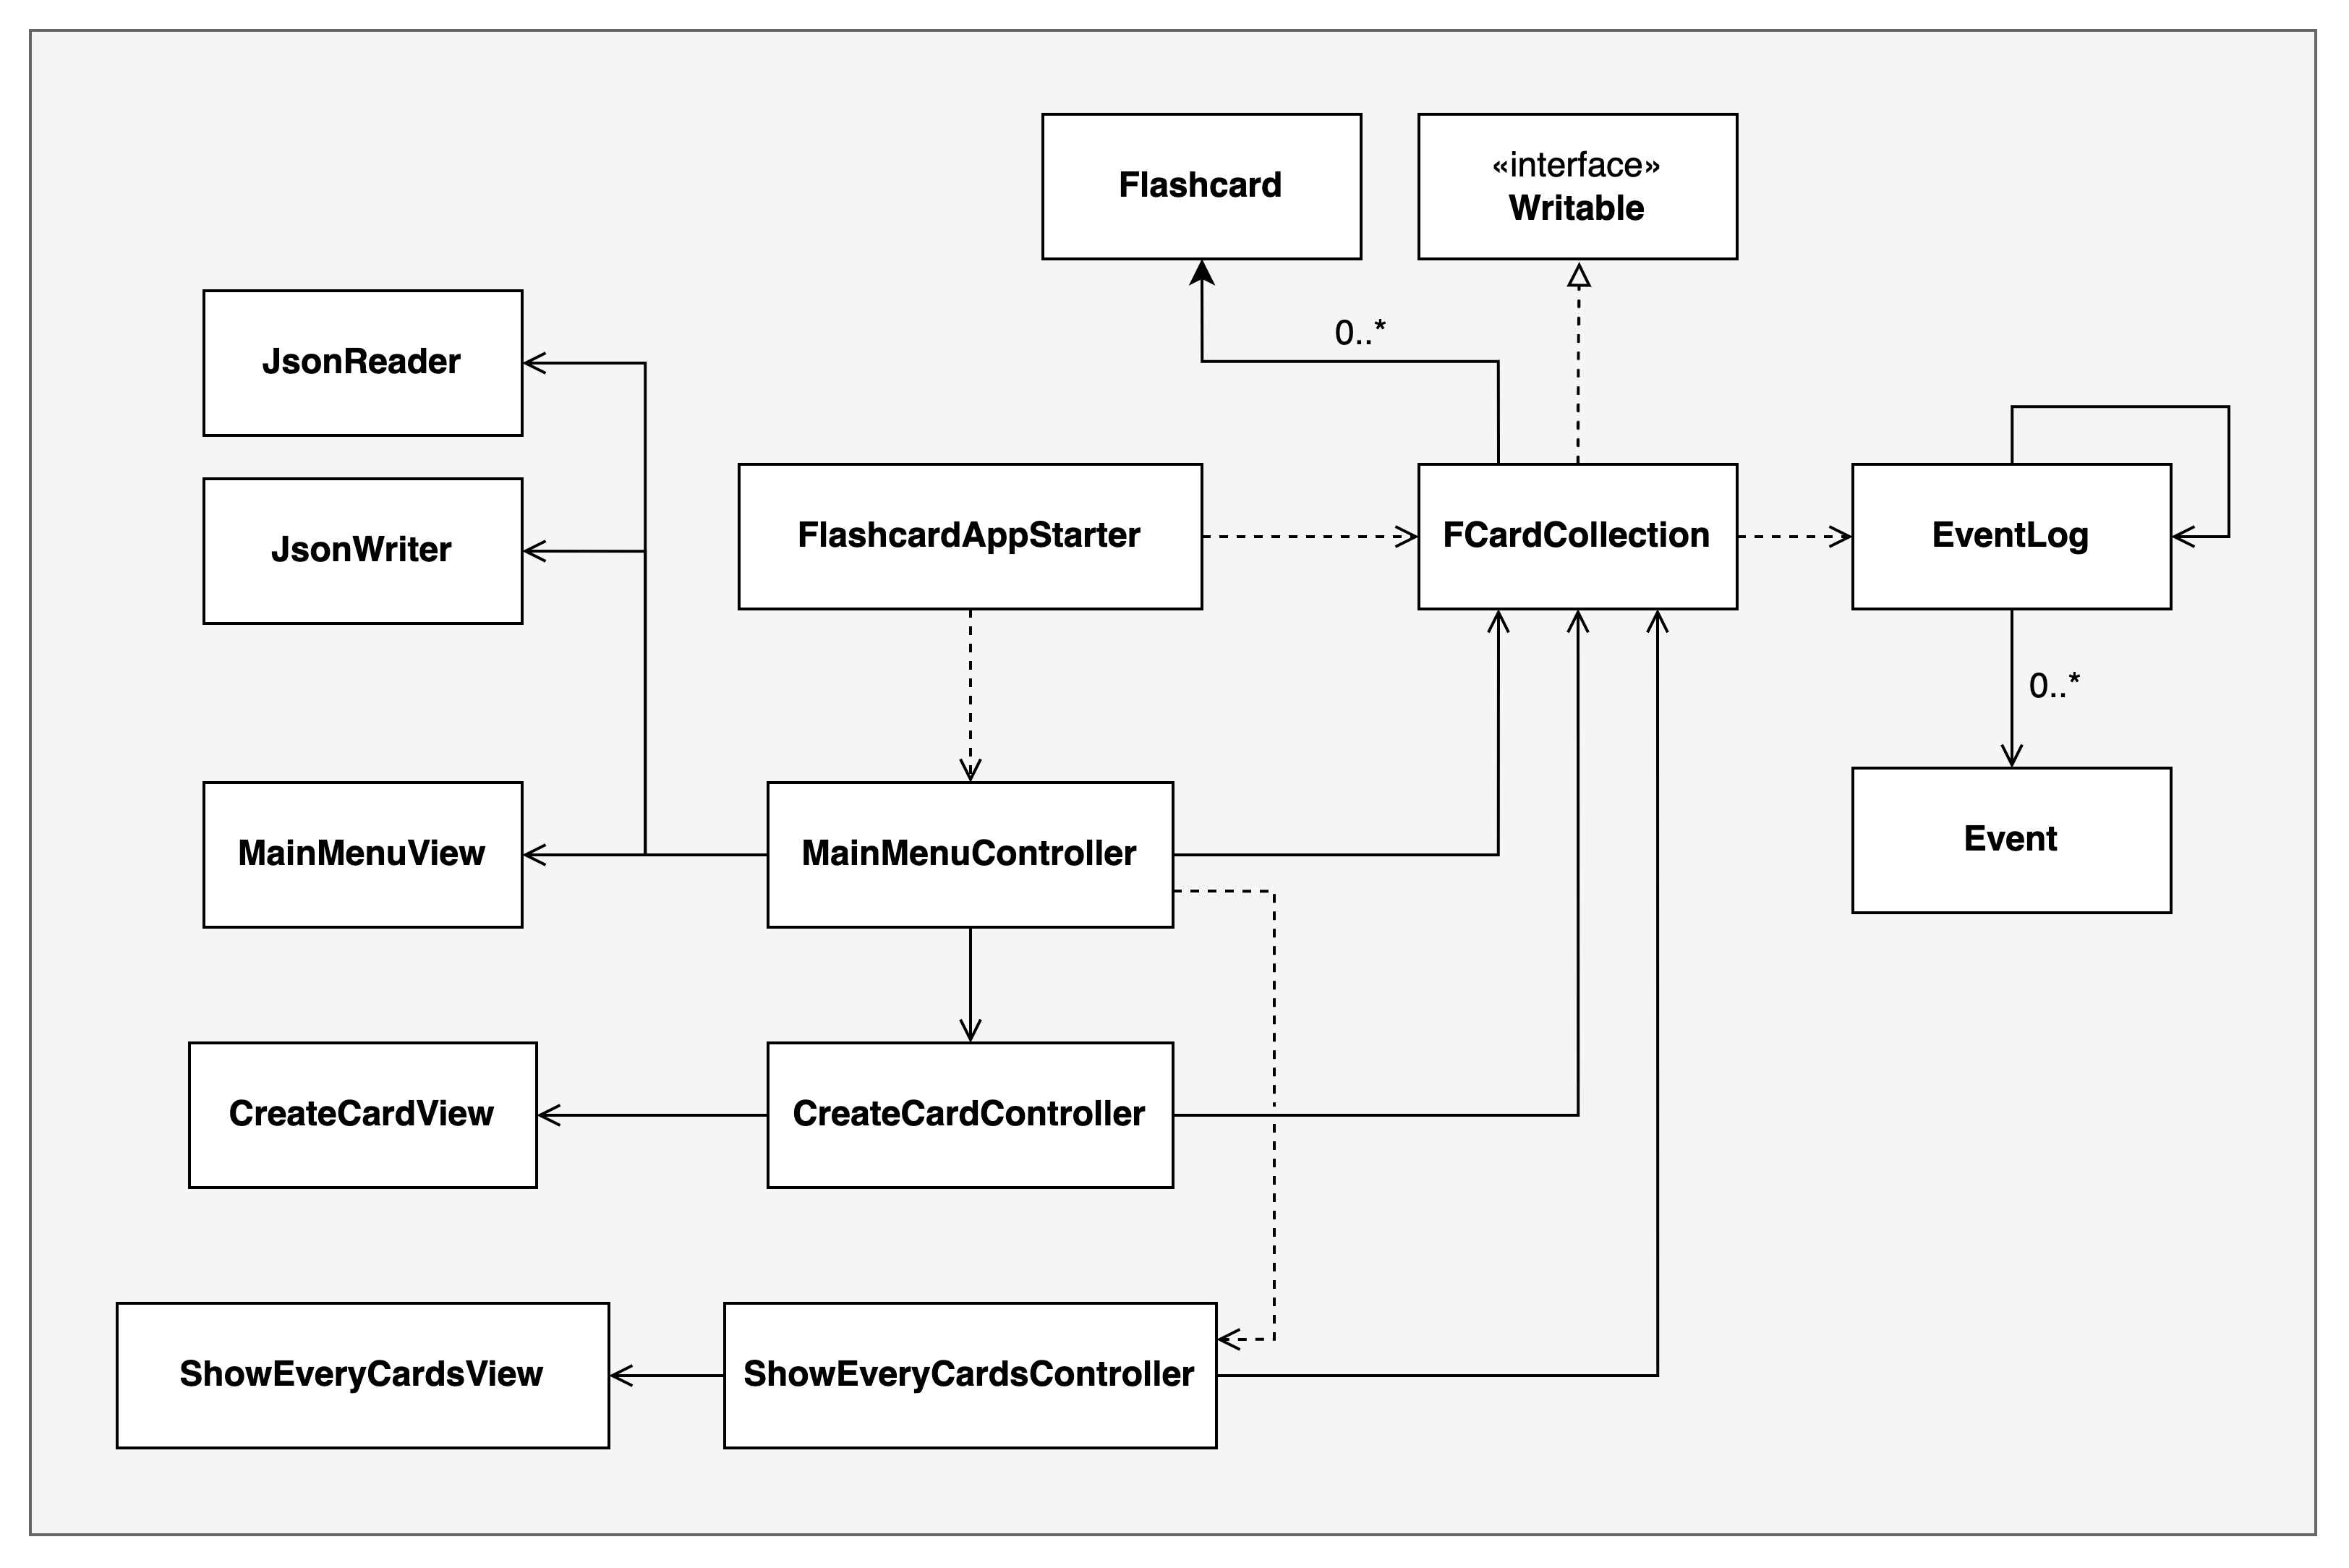 Flashcard
«interface»
Writable
0..*
JsonReader
JsonWriter
FlashcardAppStarter
FCardCollection
EventLog
0..*
MainMenuView
MainMenuController
Event
CreateCardView
CreateCardController
ShowEveryCardsView
ShowEveryCardsController